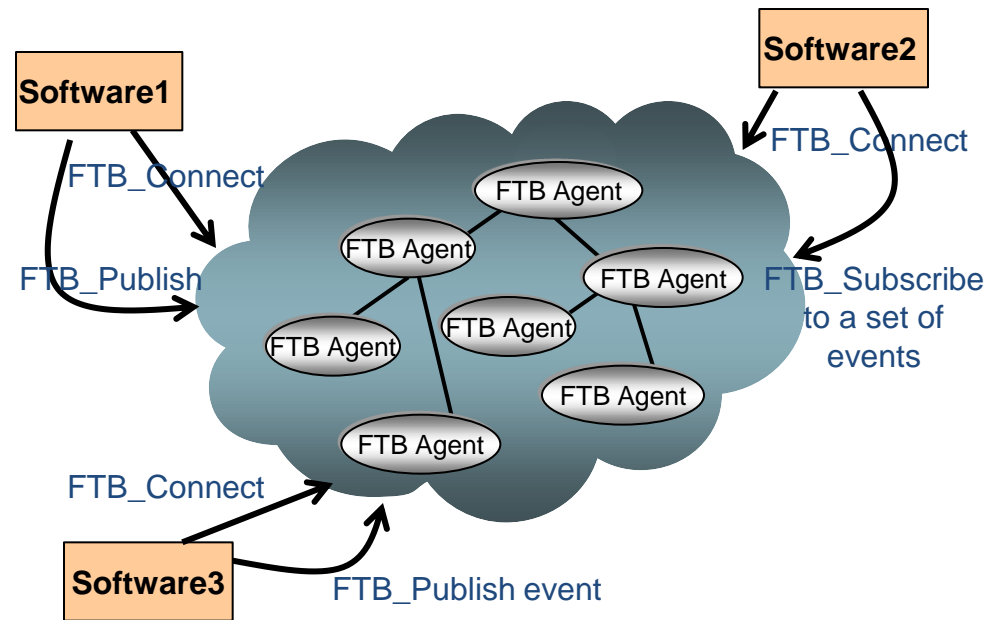 Software2
Software1
FTB_Connect
FTB_Connect
FTB Agent
FTB Agent
FTB_Publish
FTB Agent
FTB_Subscribe
to a set of
events
FTB Agent
FTB Agent
FTB Agent
FTB Agent
FTB_Connect
Software3
FTB_Publish event